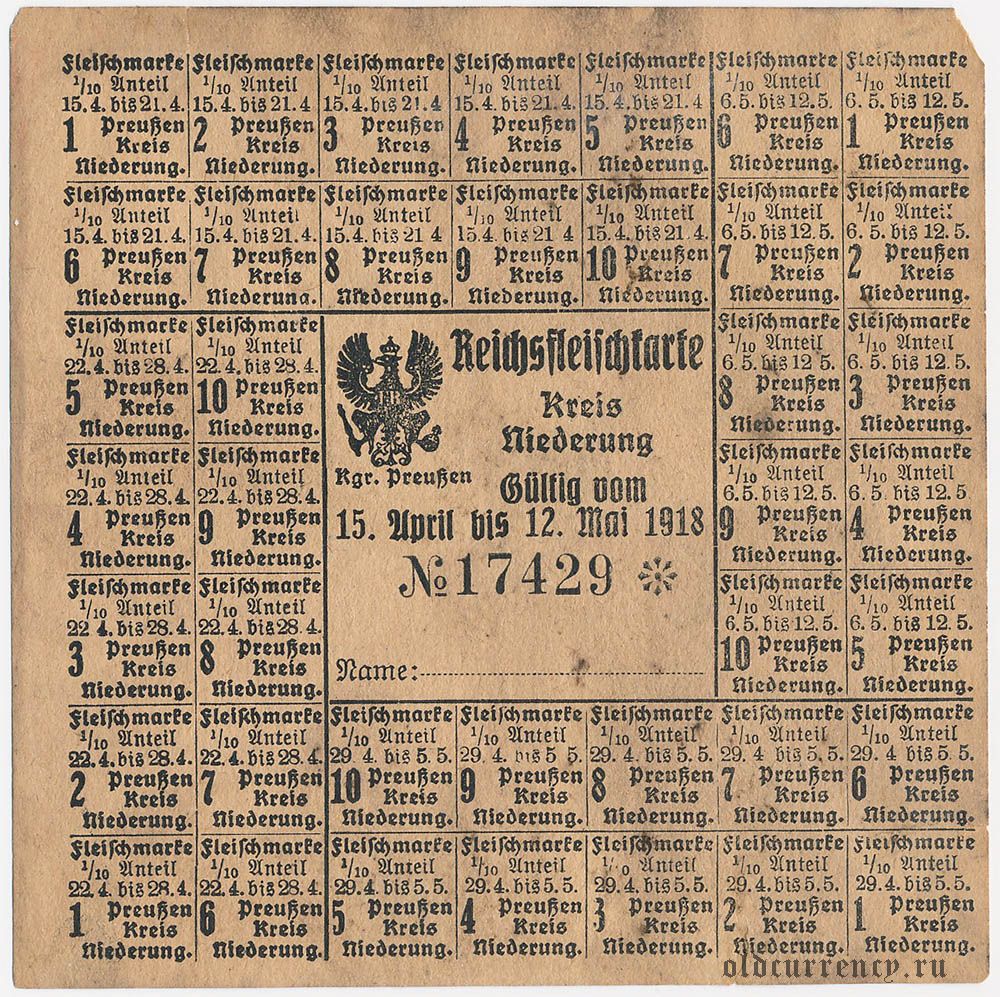 Fleischmarke Fleischmarke Fleischmarke Fleischmarke Fleischmarke Fleischmarke Fleischmarke
1/10 Anteil 1/10 Anteil 1/10 Anteil 1/10 Anteil 1/10 Anteil 1/10 Anteil 1/10 Anteil
15.4. bis 21.4. 15.4. bis 21.4 15.4. bis 21.4 15.4. bis 21.4. 15.4. bis 21.4 6.5. bis 12.5. 6.5. bis 12.5.
1 Preußen 2 Preußen 3 Preußen 4 Preußen 5 Preußen 6 Preußen 1 Preußen
Kreis Kreis Kreis Kreis Kreis Kreis Kreis
Niederung. Niederung. Niederung. Niederung. Niederung. Niederung. Niederung.
Fleischmarke Fleischmarke Fleischmarke Fleischmarke Fleischmarke Fleischmarke Fleischmarke
1/10 Anteil 1/10 Anteil 1/10 Anteil 1/10 Anteil 1/10 Anteil 1/10 Anteil 1/10 Anteil
15.4. bis 21.4. 15.4. bis 21.4. 15.4. bis 21.4 15.4. bis 21.4 15.4. bis 21.4 6.5. bis 12.5. 6.5. bis 12.5.
6 Preußen 7 Preußen 8 Preußen 9 Preußen 10 Preußen 7 Preußen 2 Preußen
Kreis Kreis Kreis Kreis Kreis Kreis Kreis
Niederung. Niederung. Niederung. Niederung. Niederung. Niederung. Niederung.
Fleischmarke Fleischmarke
1/10 Anteil 1/10 Anteil
22.4. bis 28.4. 22.4. bis 28.4.
5 Preußen 10 Preußen
Kreis Kreis
Niederung. Niederung.
Fleischmarke Fleischmarke
1/10 Anteil 1/10 Anteil
22.4. bis 28.4. 22.4. bis 28.4.
4 Preußen 9 Preußen
Kreis Kreis
Niederung. Niederung.
Fleischmarke Fleischmarke
1/10 Anteil 1/10 Anteil
22 4. bis 28.4. 22.4. bis 28.4.
3 Preußen 8 Preußen
Kreis Kreis
Niederung. Niederung.
Reichsfleischkarte
Kreis
Niederung
Kgr. Preußen
Gültig vom
15. April bis 12. Mai 1918
№ 17429
Name:
Fleischmarke Fleischmarke
1/10 Anteil 1/10 Anteil
6.5. bis 12.5. 6.5. bis 12.5.
8 Preußen 3 Preußen
Kreis Kreis
Niederung. Niederung.
Fleischmarke Fleischmarke
1/10 Anteil 1/10 Anteil
6.5. bis 12.5. 6.5. bis 12.5
9 Preußen 4 Preußen
Kreis Kreis
Niederung. Niederung.
Fleischmarke Fleischmarke
1/10 Anteil 1/10 Anteil
6.5. bis 12.5. 6.5. bis 12.5.
10 Preußen 5 Preußen
Kreis Kreis
Niederung. Niederung.
Fleischmarke Fleischmarke Fleischmarke Fleischmarke Fleischmarke Fleischmarke Fleischmarke
1/10 Anteil 1/10 Anteil 1/10 Anteil 1/10 Anteil 1/10 Anteil 1/10 Anteil 1/10 Anteil
22.4. bis 28.4. 22.4. bis 28.4. 29. 4. bis 5.5. 29. 4. bis 5 5. 29. 4. bis 5.5. 29. 4 bis 5.5. 29. 4. bis 5.5.
2 Preußen 7 Preußen 10 Preußen 9 Preußen 8 Preußen 7 Preußen 6 Preußen
Kreis Kreis Kreis Kreis Kreis Kreis Kreis
Niederung. Niederung. Niederung. Niederung. Niederung. Niederung. Niederung.
Fleischmarke Fleischmarke Fleischmarke Fleischmarke Fleischmarke Fleischmarke Fleischmarke
1/10 Anteil 1/10 Anteil 1/10 Anteil 1/10 Anteil 1/10 Anteil 1/10 Anteil 1/10 Anteil
22.4. bis 28.4. 22.4. bis 28.4. 29.4. bis 5.5. 29.4. bis 5.5. 29.4. bis 5.5. 29.4. bis 5.5. 29.4. bis 5.5.
1 Preußen 6 Preußen 5 Preußen 4 Preußen 3 Preußen 2 Preußen 1 Preußen
Kreis Kreis Kreis Kreis Kreis Kreis Kreis
Niederung. Niederung. Niederung. Niederung. Niederung. Niederung. Niederung.
oldcurrency.ru